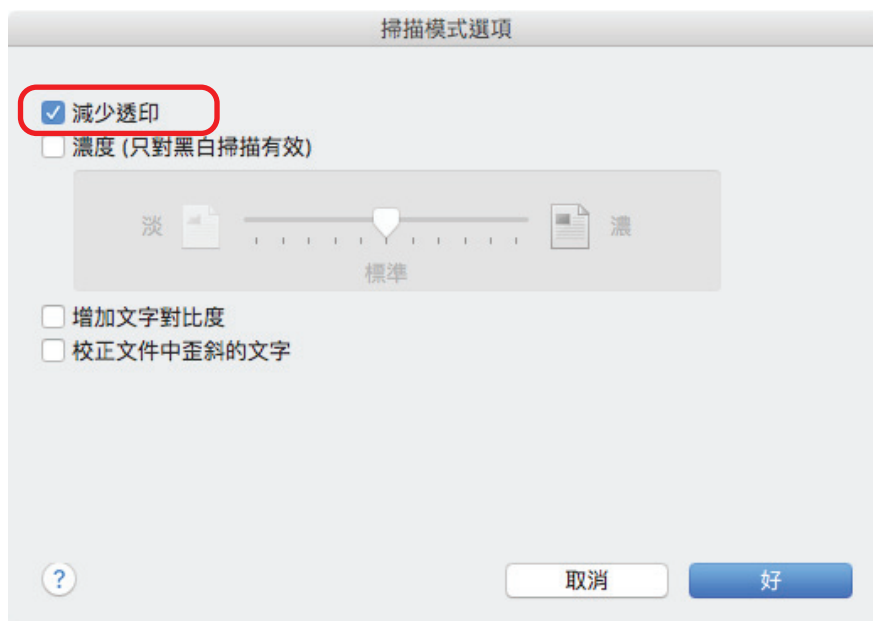 掃描模式選項
減少透印
濃度 (只對黑白掃描有效)
淡 濃
標準
增加文字對比度
校正文件中歪斜的文字
? 取消 好